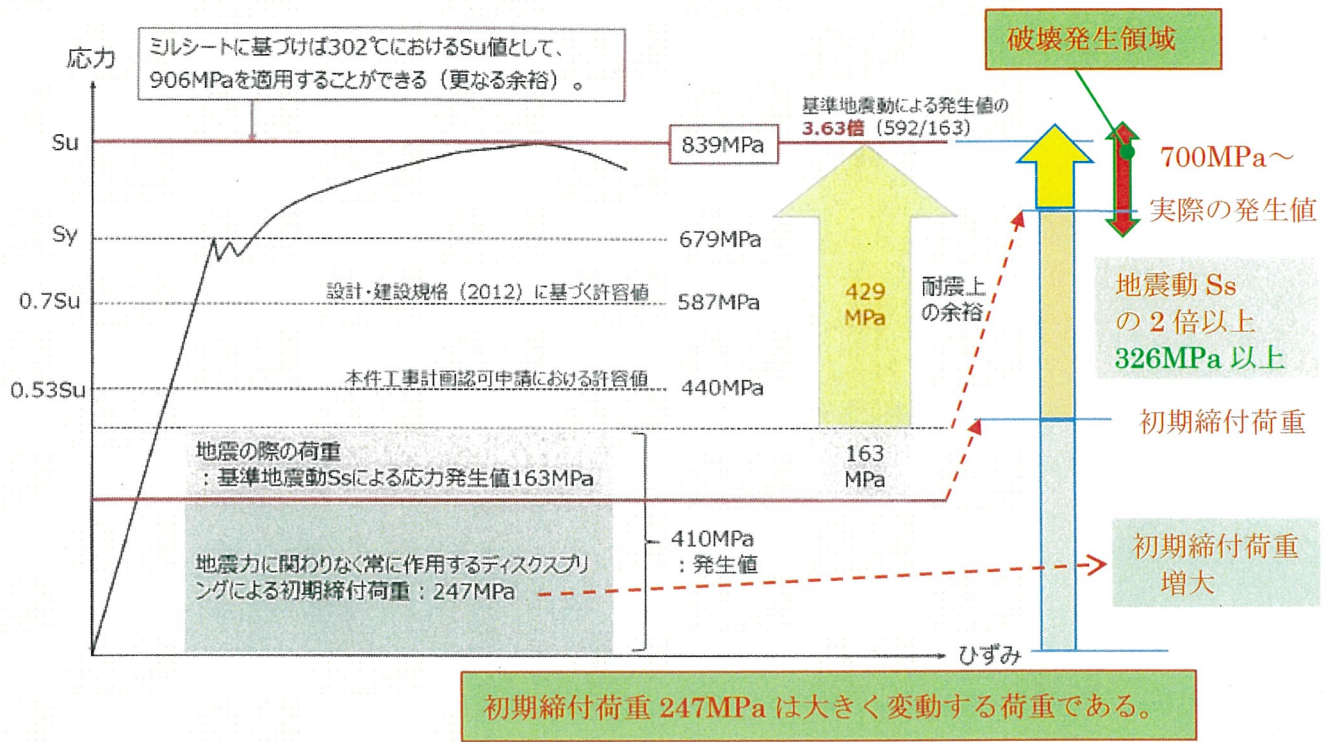 破壊発生領域
ミルシートに基づけば302℃におけるSu値として、
906MPaを適用することができる（更なる余裕）。
応力
基準地震動による発生値の
3.63倍（592/163）
Su
839MPa
700MPa～
実際の発生値
Sy
679MPa
地震動 Ss
の 2 倍以上
326MPa 以上
0.7Su
設計・建設規格（2012）に基づく許容値
587MPa
429
MPa
耐震上
の余裕
0.53Su
本件工事計画認可申請における許容値
440MPa
初期締付荷重
地震の際の荷重
：基準地震動Ssによる応力発生値163MPa
163
MPa
410MPa
：発生値
地震力に関わりなく常に作用するディスクスプリ
ングによる初期締付荷重：247MPa
初期締付荷重
増大
ひずみ
初期締付荷重 247MPa は大きく変動する荷重である。